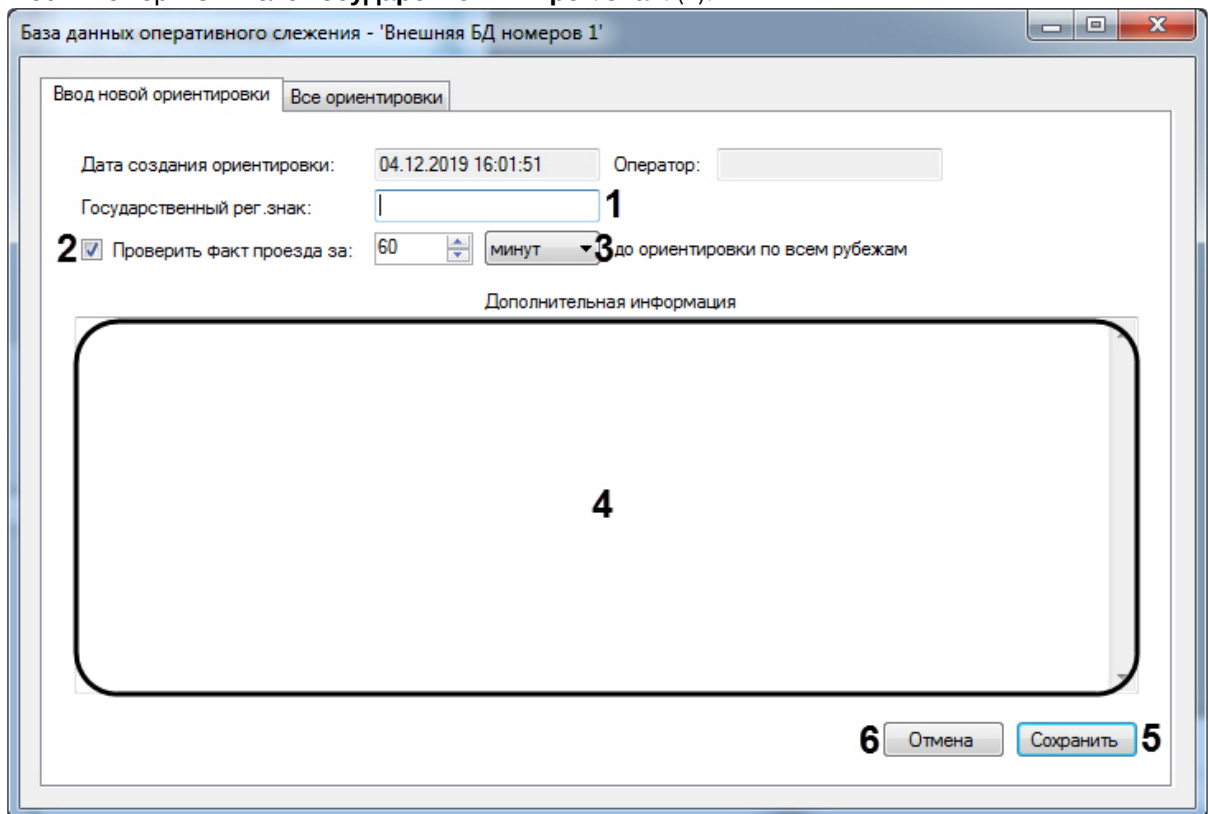 База данных оперативного слежения - 'Внешняя БД номеров 1'
Ввод новой ориентировки Все ориентировки
Дата создания ориентировки: 04.12.2019 16:01:51 Оператор:
Государственный рег.знак: 1
2 Проверить факт проезда за: 60 минут 3 до ориентировки по всем рубежам
Дополнительная информация
4
6 Отмена Сохранить 5